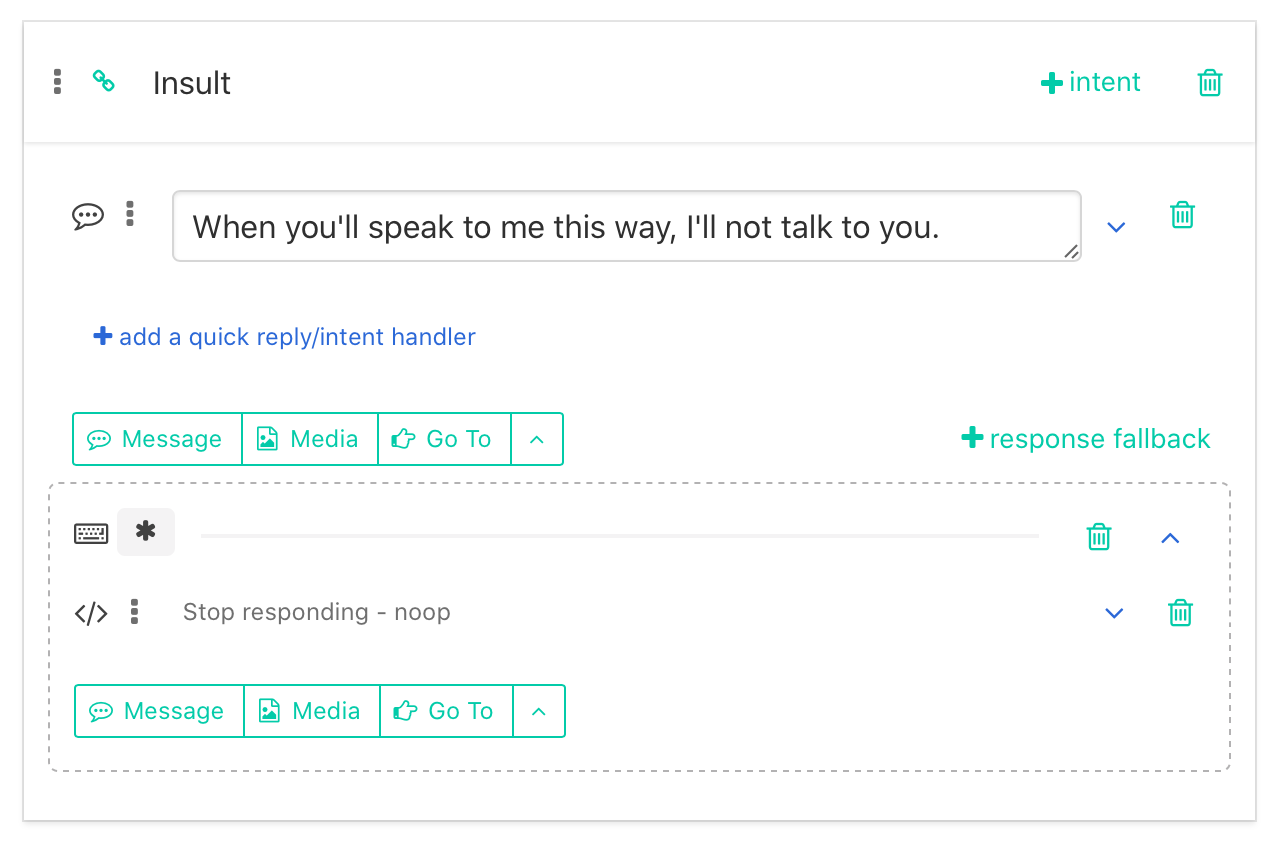 Insult
intent
When you'll speak to me this way, I'll not talk to you.
add a quick reply/intent handler
Message Media Go To
response fallback
*
</> Stop responding - noop
Message Media Go To